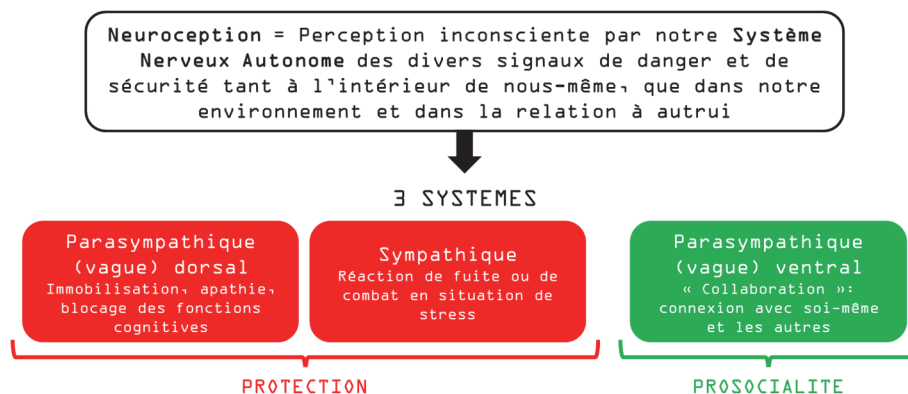 Neuroception = Perception inconsciente par notre Système
Nerveux Autonome des divers signaux de danger et de
sécurité tant à l'intérieur de nous-même, que dans notre
environnement et dans la relation à autrui
3 SYSTEMES
Parasympathique
(vague) dorsal
Immobilisation, apathie,
blocage des fonctions
cognitives
Sympathique
Réaction de fuite ou de
combat en situation de
stress
Parasympathique
(vague) ventral
« Collaboration »:
connexion avec soi-même
et les autres
PROTECTION
PROSOCIALITE